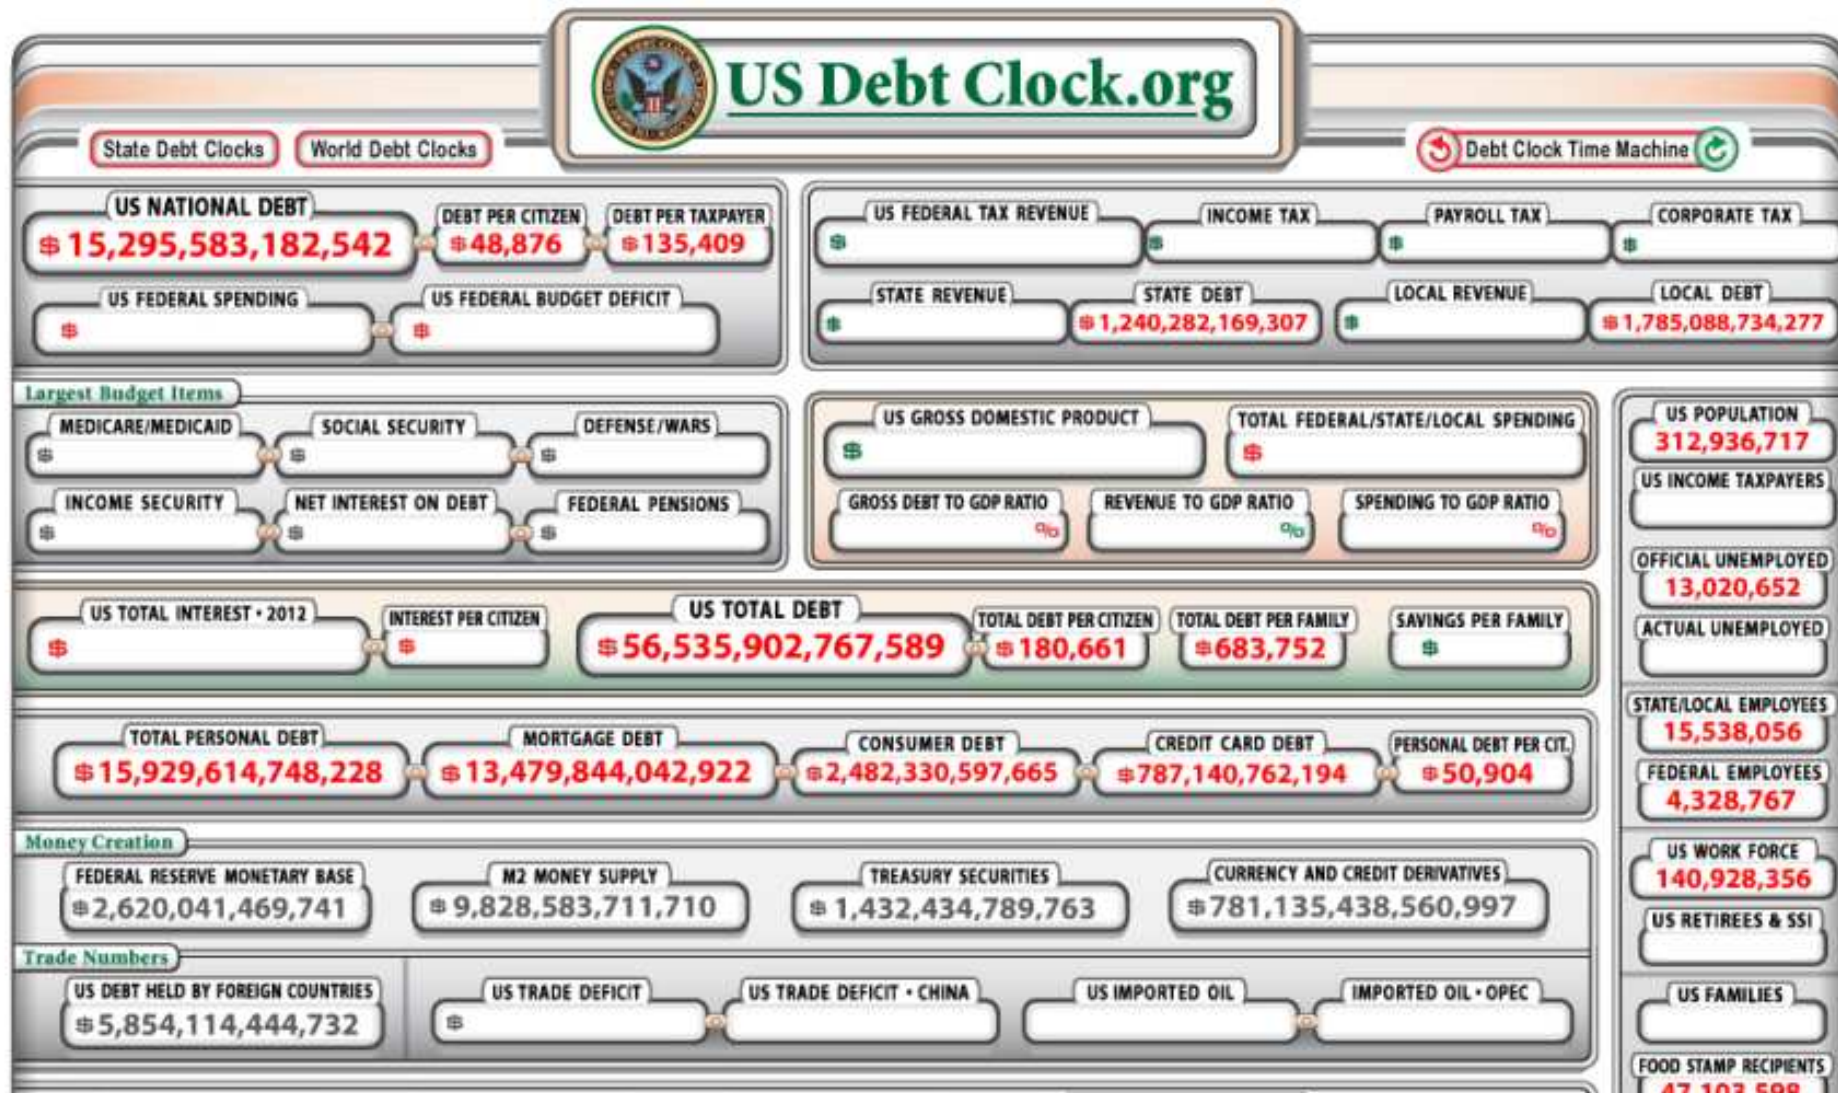 US Debt Clock.org
State Debt Clocks World Debt Clocks
Debt Clock Time Machine
US NATIONAL DEBT DEBT PER CITIZEN DEBT PER TAXPAYER
$ 15,295,583,182,542 $48,876 $135,409
US FEDERAL SPENDING US FEDERAL BUDGET DEFICIT
$ $
US FEDERAL TAX REVENUE INCOME TAX PAYROLL TAX CORPORATE TAX
$ $ $ $
STATE REVENUE STATE DEBT LOCAL REVENUE LOCAL DEBT
$ $1,240,282,169,307 $ $1,785,088,734,277
Largest Budget Items
MEDICARE/MEDICAID SOCIAL SECURITY DEFENSE/WARS
$ $ $
INCOME SECURITY NET INTEREST ON DEBT FEDERAL PENSIONS
$ $ $
US GROSS DOMESTIC PRODUCT TOTAL FEDERAL/STATE/LOCAL SPENDING
$ $
GROSS DEBT TO GDP RATIO REVENUE TO GDP RATIO SPENDING TO GDP RATIO
% % %
US TOTAL INTEREST • 2012 INTEREST PER CITIZEN US TOTAL DEBT TOTAL DEBT PER CITIZEN TOTAL DEBT PER FAMILY SAVINGS PER FAMILY
$ $ $56,535,902,767,589 $180,661 $683,752 $
TOTAL PERSONAL DEBT MORTGAGE DEBT CONSUMER DEBT CREDIT CARD DEBT PERSONAL DEBT PER CIT.
$15,929,614,748,228 $13,479,844,042,922 $2,482,330,597,665 $787,140,762,194 $50,904
Money Creation
FEDERAL RESERVE MONETARY BASE M2 MONEY SUPPLY TREASURY SECURITIES CURRENCY AND CREDIT DERIVATIVES
$2,620,041,469,741 $ 9,828,583,711,710 $ 1,432,434,789,763 $781,135,438,560,997
Trade Numbers
US DEBT HELD BY FOREIGN COUNTRIES US TRADE DEFICIT US TRADE DEFICIT • CHINA US IMPORTED OIL IMPORTED OIL • OPEC
$5,854,114,444,732 $
US POPULATION
312,936,717
US INCOME TAXPAYERS
OFFICIAL UNEMPLOYED
13,020,652
ACTUAL UNEMPLOYED
STATE/LOCAL EMPLOYEES
15,538,056
FEDERAL EMPLOYEES
4,328,767
US WORK FORCE
140,928,356
US RETIREES & SSI
US FAMILIES
FOOD STAMP RECIPIENTS
47,103,598